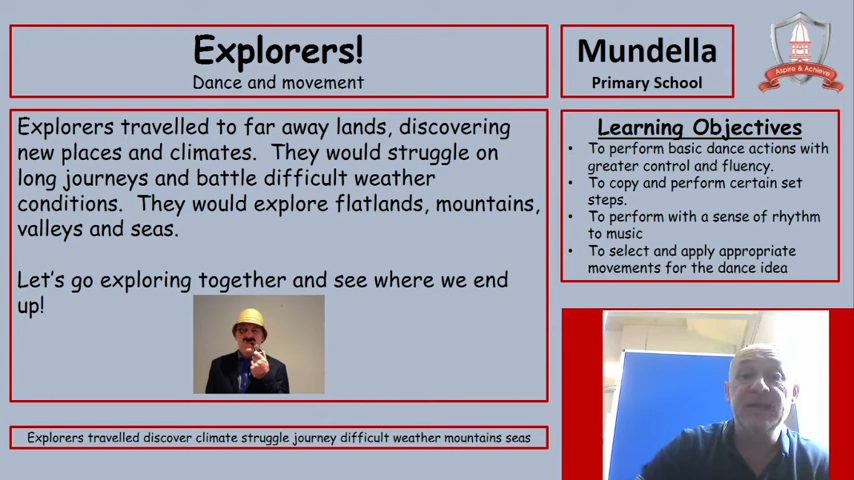 Explorers!
Dance and movement
Mundella
Primary School
Aspire & Achieve
Explorers travelled to far away lands, discovering
new places and climates.  They would struggle on
long journeys and battle difficult weather
conditions.  They would explore flatlands, mountains,
valleys and seas.
Let's go exploring together and see where we end
up!
Learning Objectives
• To perform basic dance actions with
greater control and fluency.
• To copy and perform certain set
steps.
• To perform with a sense of rhythm
to music
• To select and apply appropriate
movements for the dance idea
Explorers travelled discover climate struggle journey difficult weather mountains seas